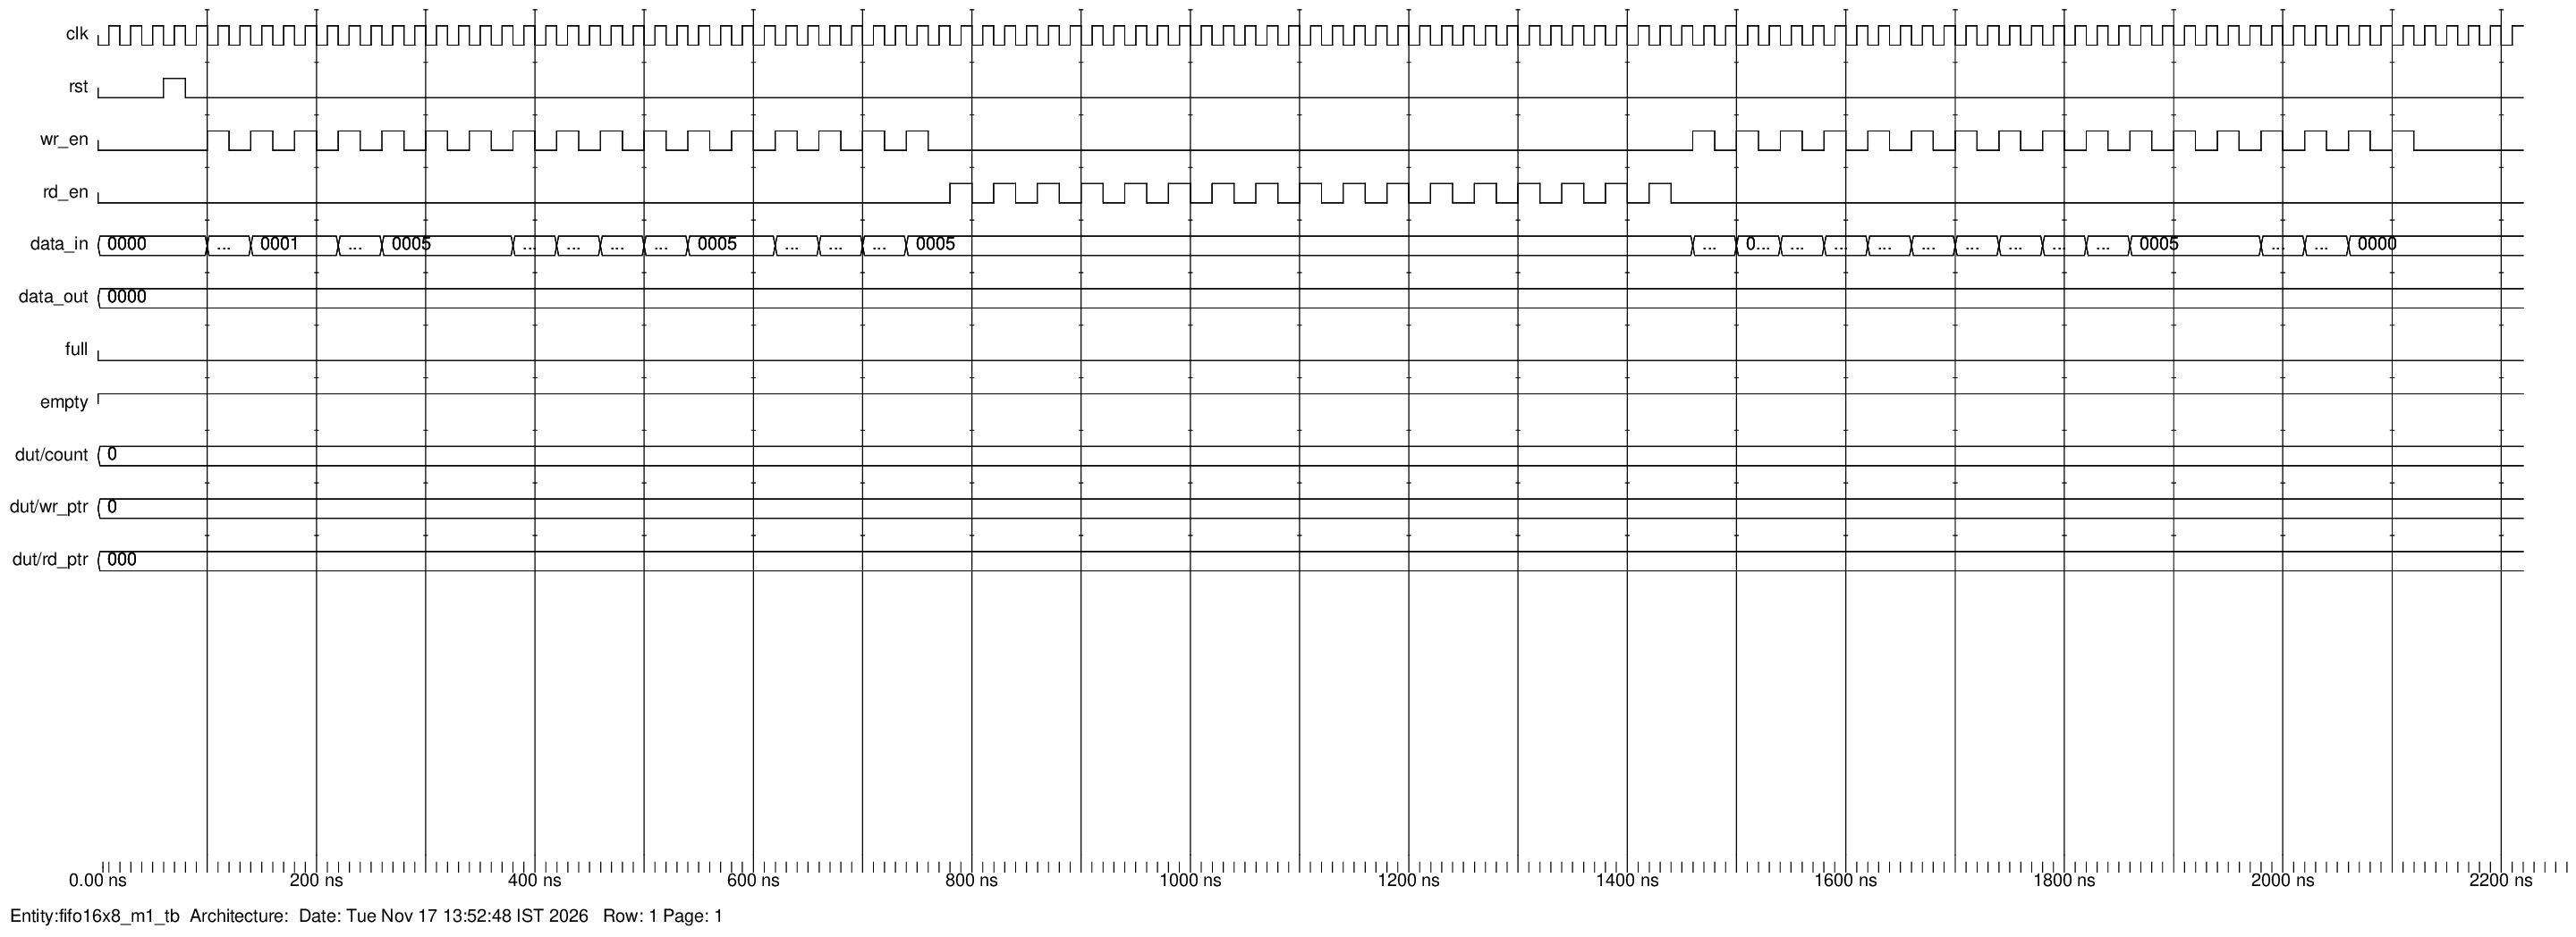 clk
rst
wr_en
rd_en
data_in 0000 ... 0001 ... 0005 ... ... ... ... 0005 ... ... ... 0005 ... 0... ... ... ... ... ... ... ... ... 0005 ... ... 0000
data_out 0000
full
empty
dut/count 0
dut/wr_ptr 0
dut/rd_ptr 000
0.00 ns 200 ns 400 ns 600 ns 800 ns 1000 ns 1200 ns 1400 ns 1600 ns 1800 ns 2000 ns 2200 ns
Entity:fifo16x8_m1_tb Architecture: Date: Tue Nov 17 13:52:48 IST 2026 Row: 1 Page: 1